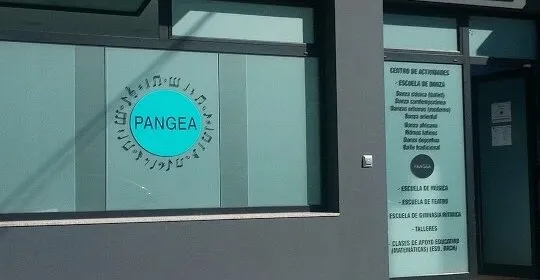 PANGEA
CENTRO DE ACTIVIDADES
- ESCUELA DE DANZA
Danza clásica (ballet)
Danza contemporánea
Danzas urbanas (moderno)
Danza oriental
Danza africana
Ritmos latinos
Danza deportiva
Baile tradicional
PANGEA
- ESCUELA DE MÚSICA
- ESCUELA DE TEATRO
ESCUELA DE GIMNASIA RITMICA
- TALLERES
- CLASES DE APOYO EDUCATIVO
(MATEMÁTICAS) (ESO, BACH)